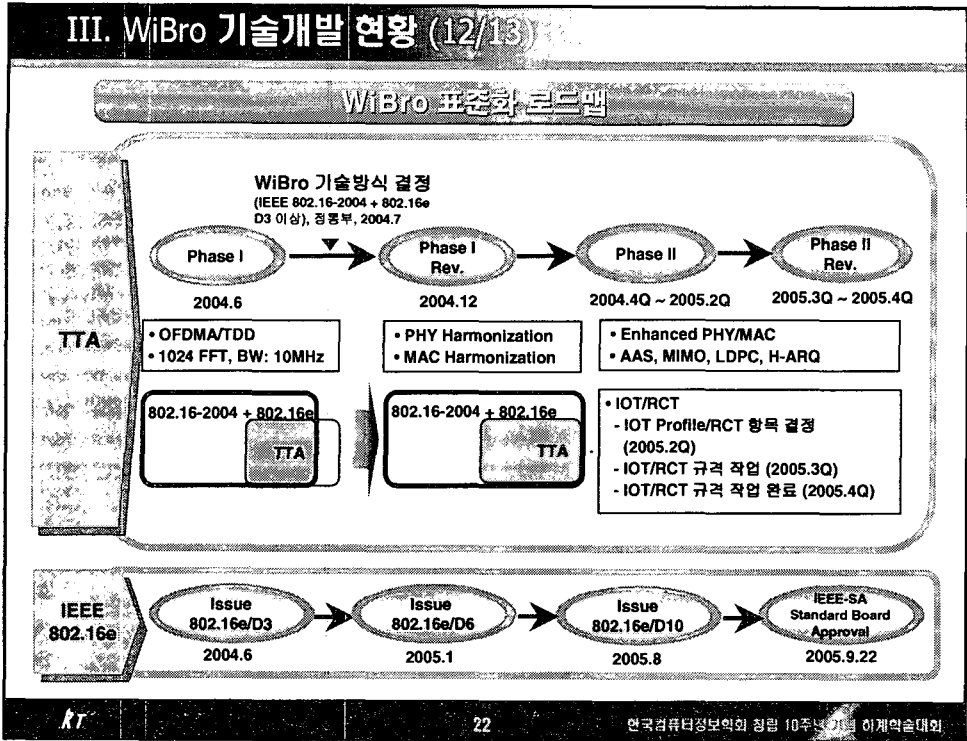 III. WiBro 기술개발 현황 (12/13)
WiBro 표준화 로드맵
TTA
WiBro 기술방식 결정
(IEEE 802.16-2004 + 802.16e
D3 이상), 정통부, 2004.7
Phase I
2004.6
Phase I
Rev.
2004.12
Phase II
2004.4Q ~ 2005.2Q
Phase II
Rev.
2005.3Q ~ 2005.4Q
• OFDMA/TDD
• 1024 FFT, BW: 10MHz
• PHY Harmonization
• MAC Harmonization
• Enhanced PHY/MAC
• AAS, MIMO, LDPC, H-ARQ
802.16-2004 + 802.16e
TTA
802.16-2004 + 802.16e
TTA
• IOT/RCT
- IOT Profile/RCT 항목 결정
(2005.2Q)
- IOT/RCT 규격 작업 (2005.3Q)
- IOT/RCT 규격 작업 완료 (2005.4Q)
IEEE
802.16e
Issue
802.16e/D3
2004.6
Issue
802.16e/D6
2005.1
Issue
802.16e/D10
2005.8
IEEE-SA
Standard Board
Approval
2005.9.22
KT
22
한국컴퓨터정보학회 창립 10주년 기념 하계학술대회